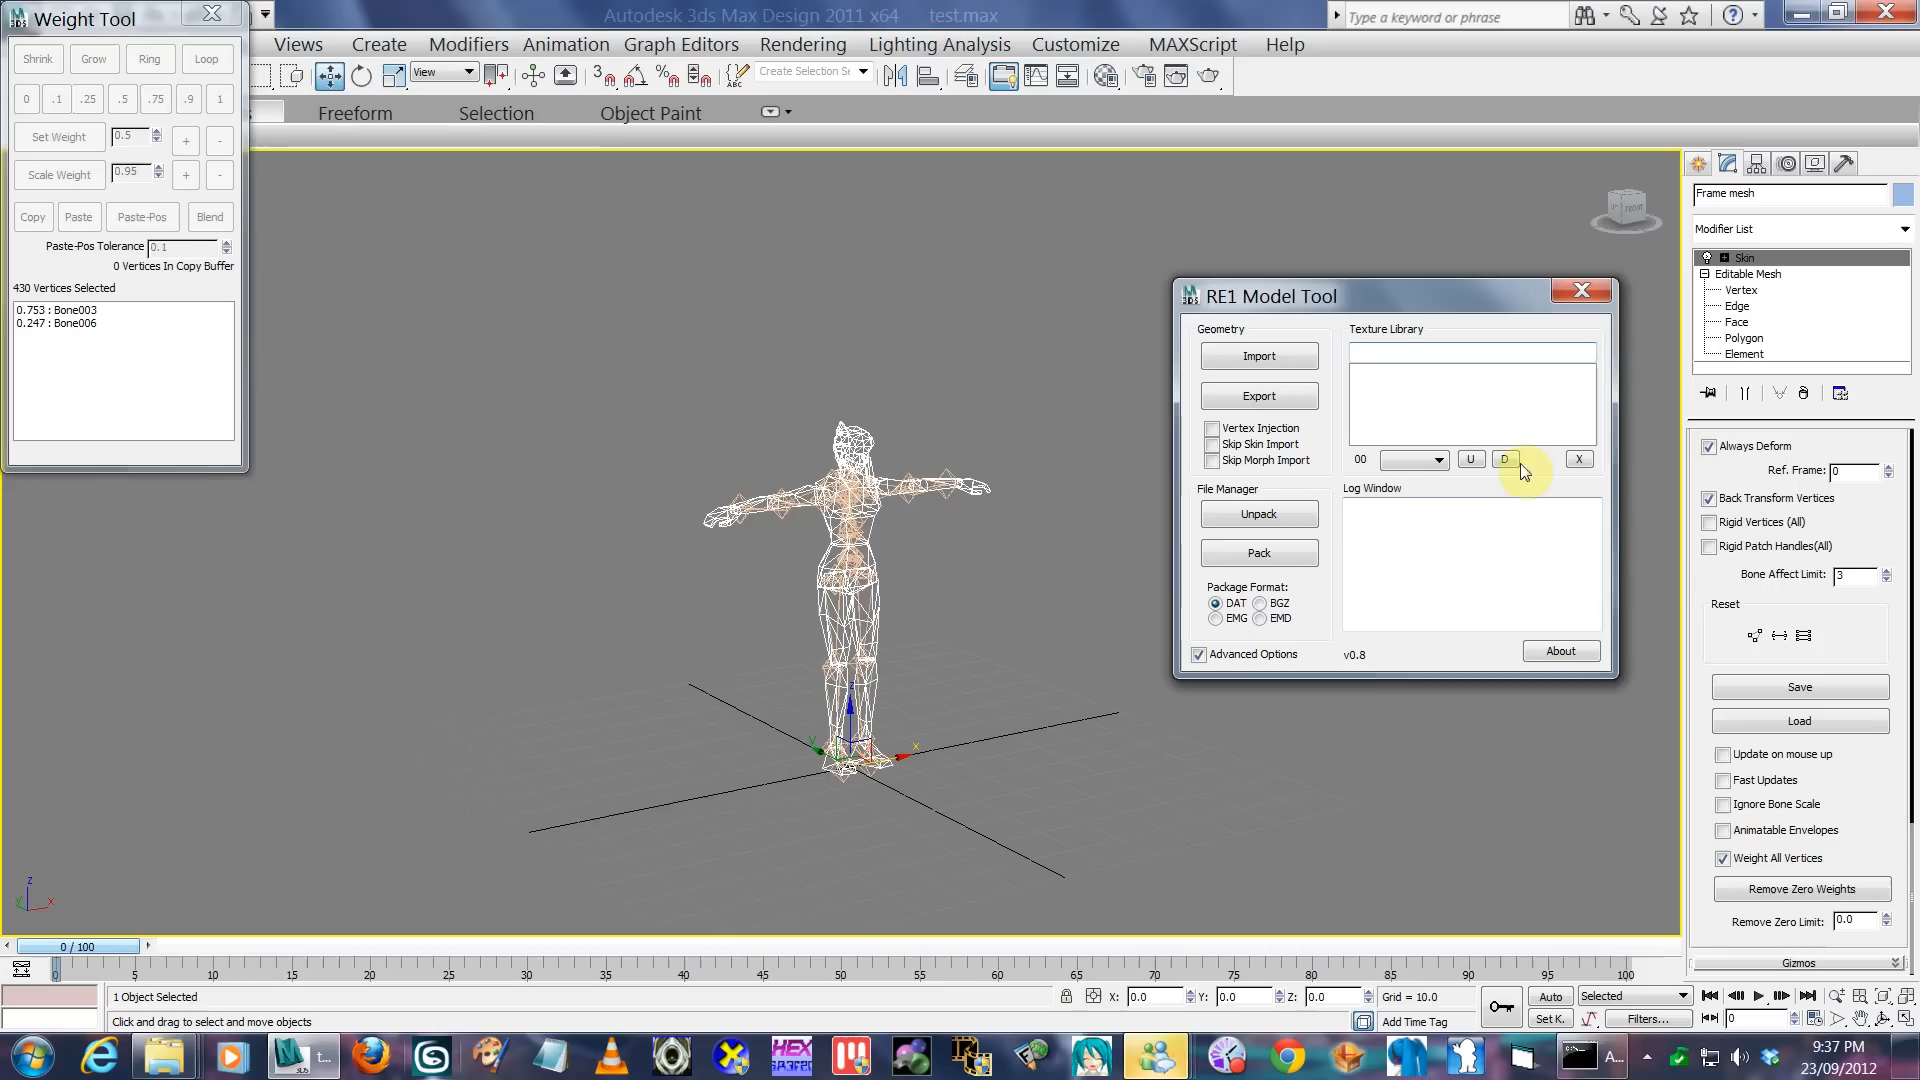 Weight Tool
Autodesk 3ds Max Design 2011 x64 test.max
Type a keyword or phrase
Views Create Modifiers Animation Graph Editors Rendering Lighting Analysis Customize MAXScript Help
View
Create Selection Se
Freeform Selection Object Paint
Shrink Grow Ring Loop
0 .1 .25 .5 .75 .9 1
Set Weight 0.5 + -
Scale Weight 0.95 + -
Copy Paste Paste-Pos Blend
Paste-Pos Tolerance 0.1
0 Vertices In Copy Buffer
430 Vertices Selected
0.753 : Bone003
0.247 : Bone006
FRONT
z
x
y
RE1 Model Tool
Geometry
Import
Export
Vertex Injection
Skip Skin Import
Skip Morph Import
File Manager
Unpack
Pack
Package Format:
DAT BGZ
EMG EMD
Advanced Options
Texture Library
00 U D X
Log Window
v0.8
About
Frame mesh
Modifier List
Skin
Editable Mesh
Vertex
Edge
Face
Polygon
Element
Always Deform
Ref. Frame: 0
Back Transform Vertices
Rigid Vertices (All)
Rigid Patch Handles(All)
Bone Affect Limit: 3
Reset
Save
Load
Update on mouse up
Fast Updates
Ignore Bone Scale
Animatable Envelopes
Weight All Vertices
Remove Zero Weights
Remove Zero Limit: 0.0
Gizmos
z
y x
0 / 100
0 5 10 15 20 25 30 35 40 45 50 55 60 65 70 75 80 85 90 95 100
1 Object Selected
X: 0.0 Y: 0.0 Z: 0.0 Grid = 10.0
Auto Selected
Click and drag to select and move objects
Add Time Tag
Set K. Filters... 0
t...
HEX
A...
9:37 PM
23/09/2012